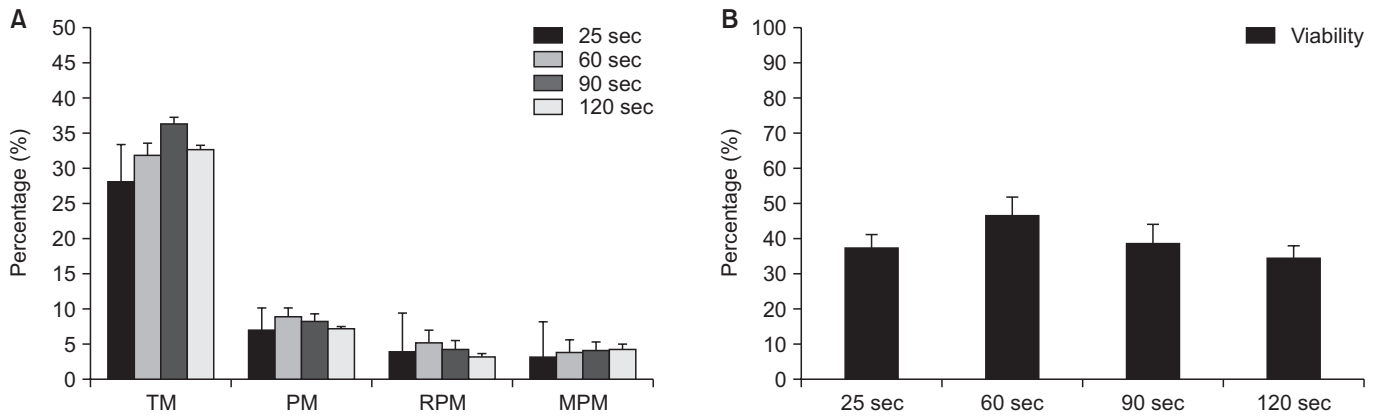 A
Percentage (%)
50
45
40
35
30
25
20
15
10
5
0
TM PM RPM MPM
25 sec
60 sec
90 sec
120 sec
B
Percentage (%)
100
90
80
70
60
50
40
30
20
10
0
25 sec 60 sec 90 sec 120 sec
Viability